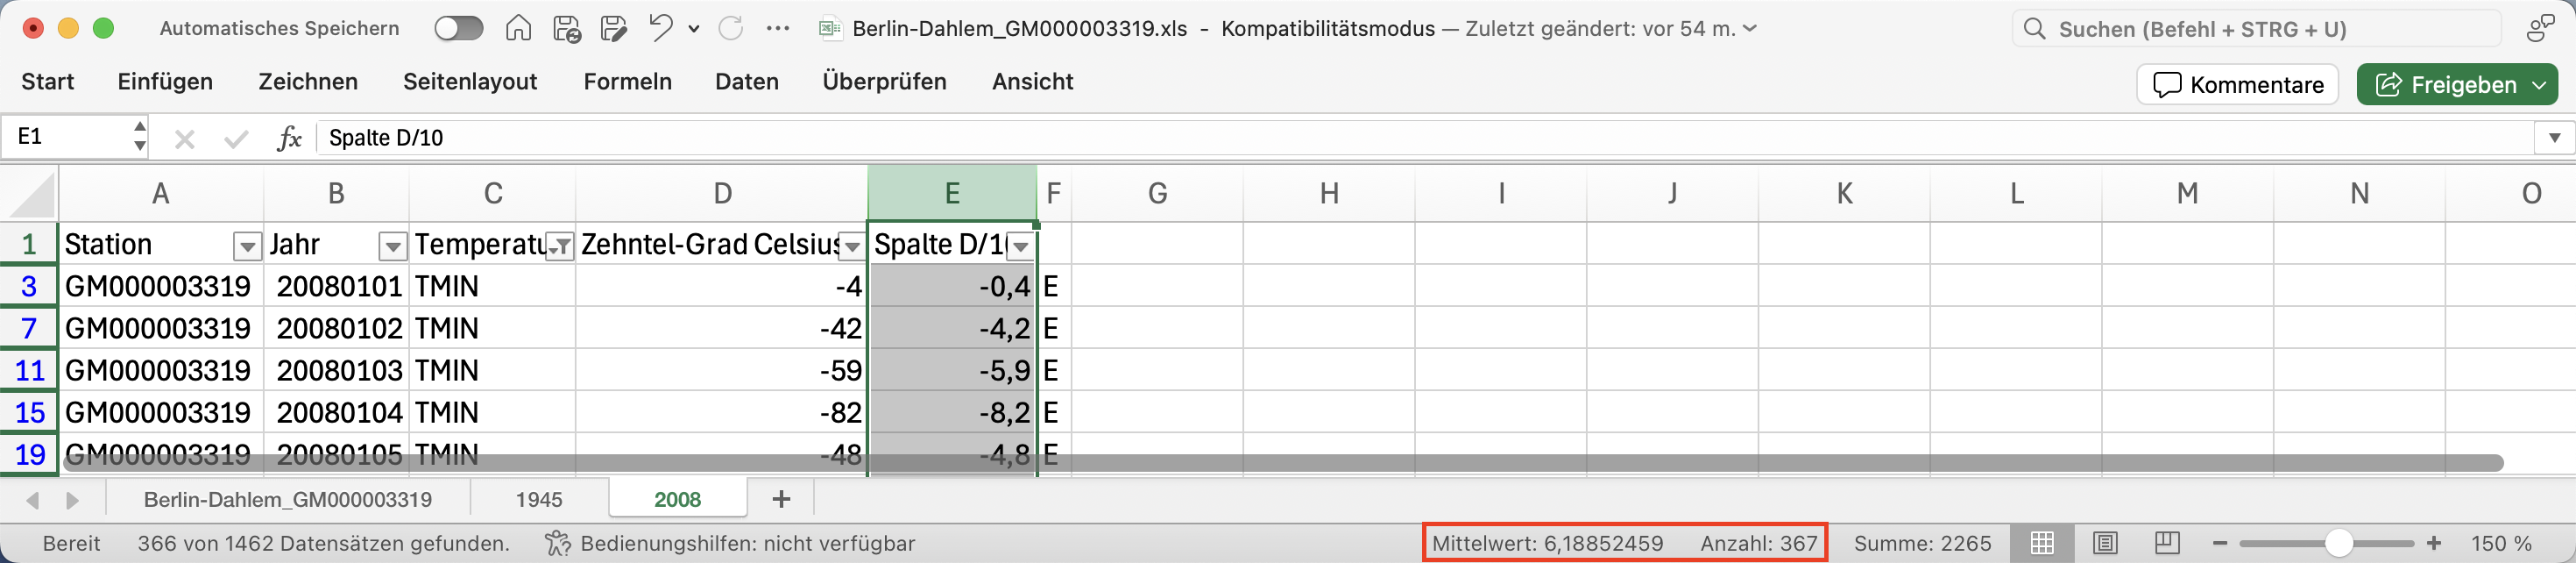 Automatisches Speichern Berlin-Dahlem_GM000003319.xls - Kompatibilitätsmodus — Zuletzt geändert: vor 54 m. Suchen (Befehl + STRG + U)
Start Einfügen Zeichnen Seitenlayout Formeln Daten Überprüfen Ansicht Kommentare Freigeben
E1 fx Spalte D/10
A B C D E F G H I J K L M N O
1 Station Jahr Temperatu Zehntel-Grad Celsius Spalte D/1
3 GM000003319 20080101 TMIN -4 -0,4 E
7 GM000003319 20080102 TMIN -42 -4,2 E
11 GM000003319 20080103 TMIN -59 -5,9 E
15 GM000003319 20080104 TMIN -82 -8,2 E
19 GM000003319 20080105 TMIN -48 -4,8 E
Berlin-Dahlem_GM000003319 1945 2008 +
Bereit 366 von 1462 Datensätzen gefunden. Bedienungshilfen: nicht verfügbar Mittelwert: 6,18852459 Anzahl: 367 Summe: 2265 150 %